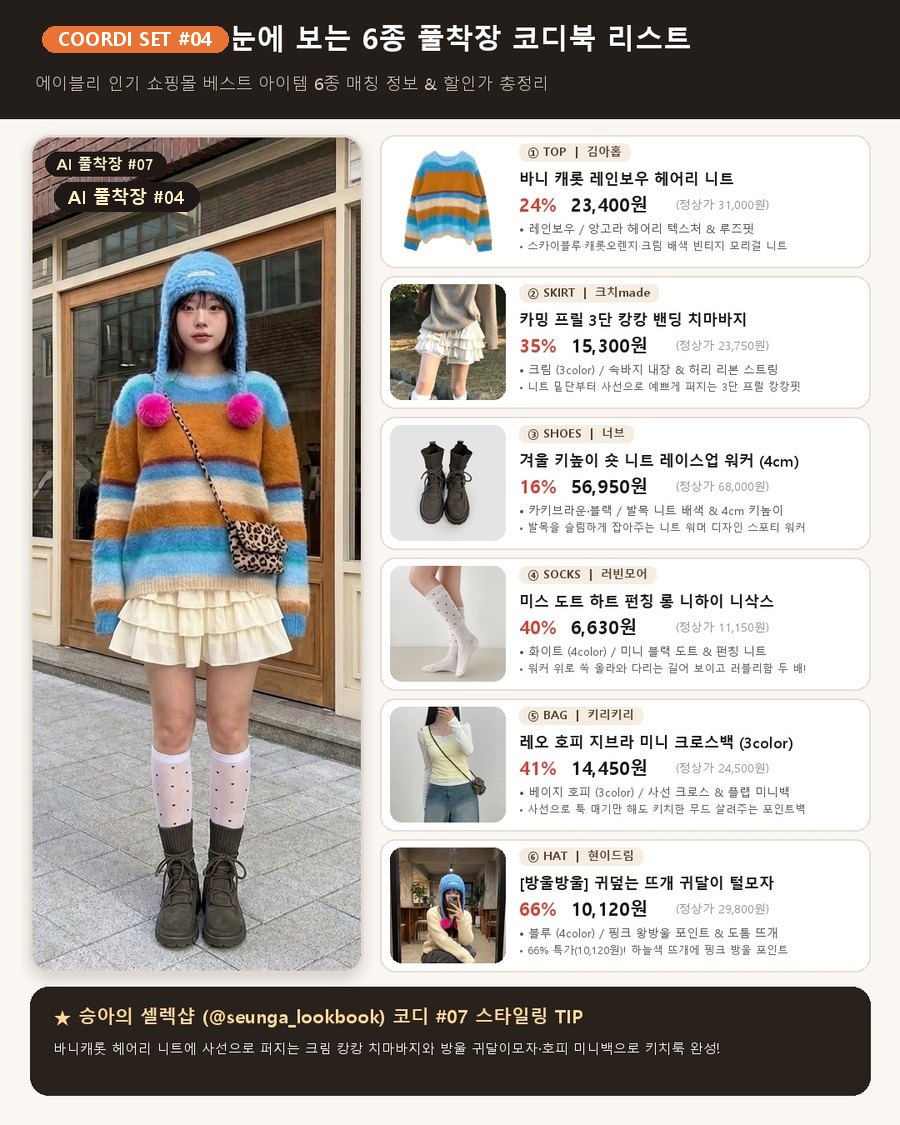 COORDI SET #04 눈에 보는 6종 풀착장 코디북 리스트
에이블리 인기 쇼핑몰 베스트 아이템 6종 매칭 정보 & 할인가 총정리
AI 풀착장 #07
AI 풀착장 #04
① TOP | 김아홉
바니 캐롯 레인보우 헤어리 니트
24% 23,400원 (정상가 31,000원)
• 레인보우 / 앙고라 헤어리 텍스처 & 루즈핏
• 스카이블루·캐롯오렌지·크림 배색 빈티지 모리걸 니트
② SKIRT | 크치made
카밍 프릴 3단 캉캉 밴딩 치마바지
35% 15,300원 (정상가 23,750원)
• 크림 (3color) / 속바지 내장 & 허리 리본 스트링
• 니트 밑단부터 사선으로 예쁘게 퍼지는 3단 프릴 캉캉핏
③ SHOES | 너브
겨울 키높이 숏 니트 레이스업 워커 (4cm)
16% 56,950원 (정상가 68,000원)
• 카키브라운·블랙 / 발목 니트 배색 & 4cm 키높이
• 발목을 슬림하게 잡아주는 니트 워머 디자인 스포티 워커
④ SOCKS | 러빈모어
미스 도트 하트 펀칭 롱 니하이 니삭스
40% 6,630원 (정상가 11,150원)
• 화이트 (4color) / 미니 블랙 도트 & 펀칭 니트
• 워커 위로 쏙 올라와 다리는 길어 보이고 러블리함 두 배!
⑤ BAG | 키리키리
레오 호피 지브라 미니 크로스백 (3color)
41% 14,450원 (정상가 24,500원)
• 베이지 호피 (3color) / 사선 크로스 & 플랩 미니백
• 사선으로 툭 매기만 해도 키치한 무드 살려주는 포인트백
⑥ HAT | 현이드림
[방울방울] 귀덮는 뜨개 귀달이 털모자
66% 10,120원 (정상가 29,800원)
• 블루 (4color) / 핑크 왕방울 포인트 & 도톰 뜨개
• 66% 특가(10,120원)! 하늘색 뜨개에 핑크 방울 포인트
★ 승아의 셀렉샵 (@seunga_lookbook) 코디 #07 스타일링 TIP
바니캐롯 헤어리 니트에 사선으로 퍼지는 크림 캉캉 치마바지와 방울 귀달이모자·호피 미니백으로 키치룩 완성!